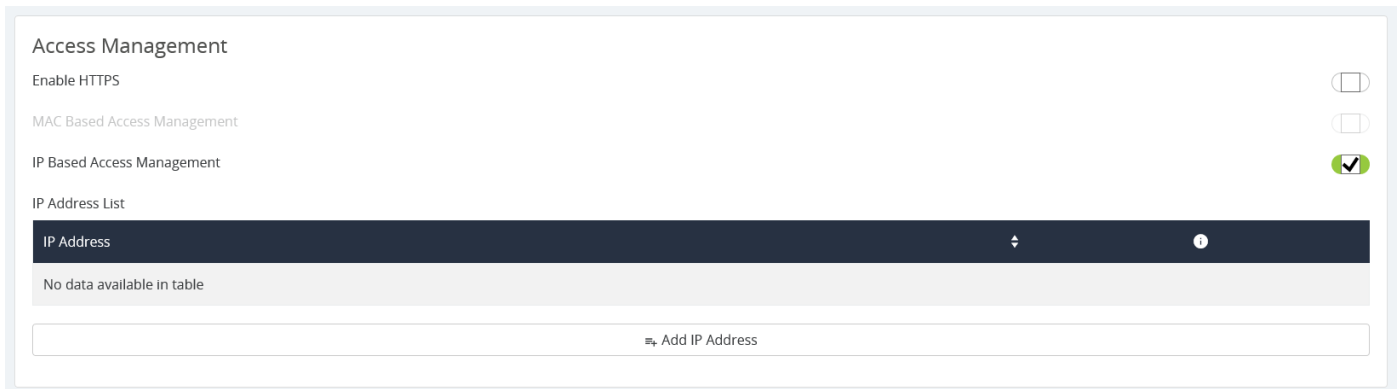 Access Management
Enable HTTPS
MAC Based Access Management
IP Based Access Management
IP Address List
IP Address
No data available in table
Add IP Address